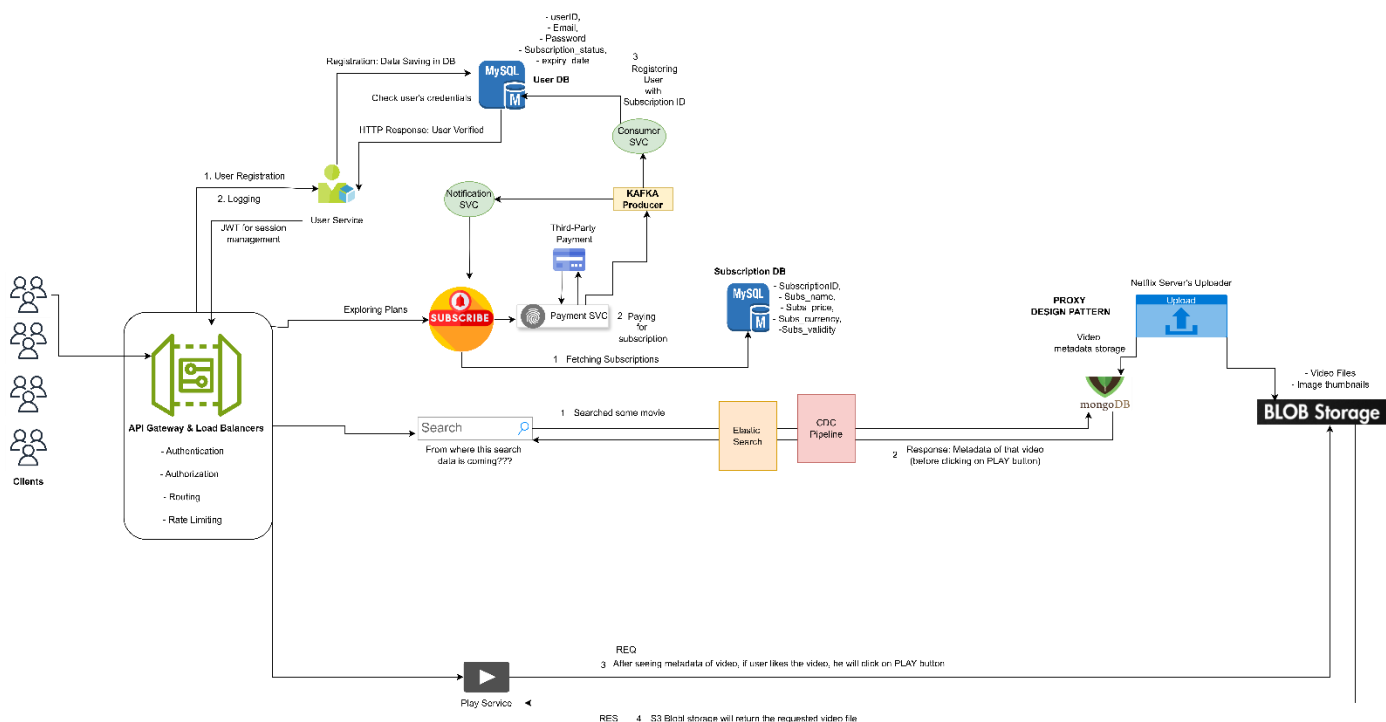 - userID,
- Email,
- Password
- Subscription_status,
- expiry_date
MySQL
User DB
M
Registration: Data Saving in DB
Check user's credentials
HTTP Response: User Verified
3
Registering
User
with
Subscription ID
Consumer
SVC
KAFKA
Producer
Notification
SVC
1. User Registration
2. Logging
User Service
JWT for session
management
Third-Party
Payment
Exploring Plans
SUBSCRIBE
Payment SVC
2 Paying
for
subscription
1 Fetching Subscriptions
Subscription DB
MySQL
M
- SubscriptionID,
- Subs_name,
- Subs_price,
- Subs_currency,
-Subs_validity
Netflix Server's Uploader
Upload
PROXY
DESIGN PATTERN
Video
metadata storage
mongoDB
- Video Files
- Image thumbnails
BLOB Storage
Clients
API Gateway & Load Balancers
- Authentication
- Authorization
- Routing
- Rate Limiting
Search
From where this search
data is coming???
1 Searched some movie
Elastic
Search
CDC
Pipeline
2 Response: Metadata of that video
(before clicking on PLAY button)
REQ
3 After seeing metadata of video, if user likes the video, he will click on PLAY button
Play Service
RES 4 S3 Blobl storage will return the requested video file